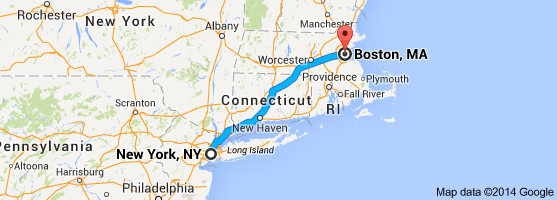 Rochester
New York
Manchester
Albany
Boston, MA
Worcester
Providence
Plymouth
Connecticut
Fall River
RI
Scranton
New Haven
Pennsylvania
New York, NY
Long Island
Altoona
Harrisburg
Philadelphia
Map data ©2014 Google